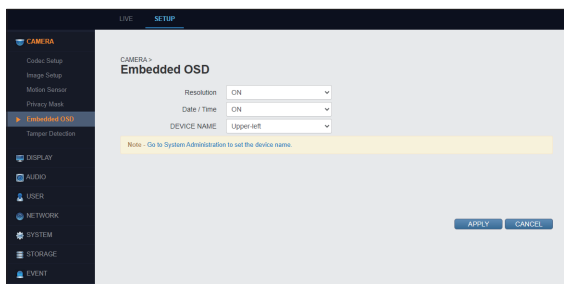 LIVE SETUP
CAMERA
Codec Setup
Image Setup
Motion Sensor
Privacy Mask
Embedded OSD
Tamper Detection
DISPLAY
AUDIO
USER
NETWORK
SYSTEM
STORAGE
EVENT
CAMERA >
Embedded OSD
Resolution ON
Date / Time ON
DEVICE NAME Upper-left
Note - Go to System Administration to set the device name.
APPLY CANCEL